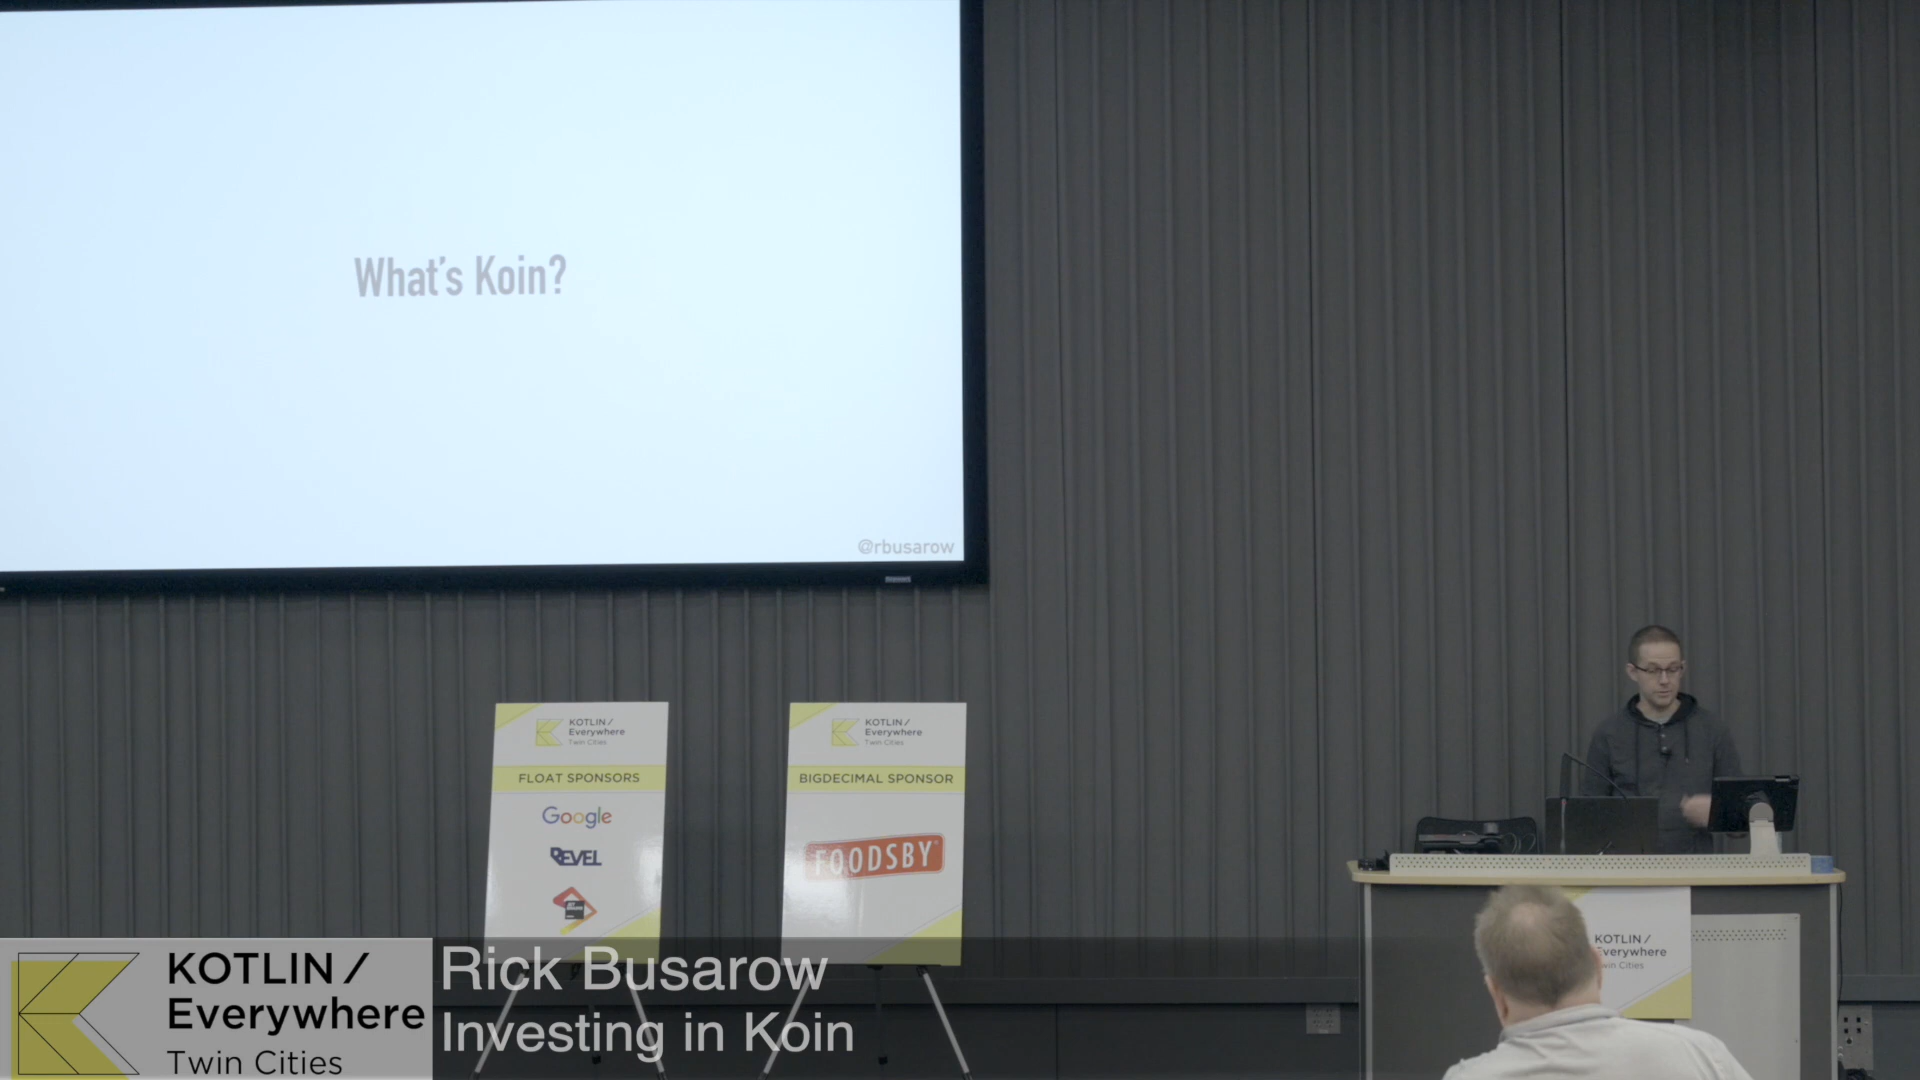 What's Koin?
@rbusarow
KOTLIN /
Everywhere
Twin Cities
FLOAT SPONSORS
Google
REVEL
KOTLIN /
Everywhere
Twin Cities
BIGDECIMAL SPONSOR
FOODSBY
KOTLIN /
Everywhere
Twin Cities
KOTLIN /
Everywhere
Twin Cities
Rick Busarow
Investing in Koin